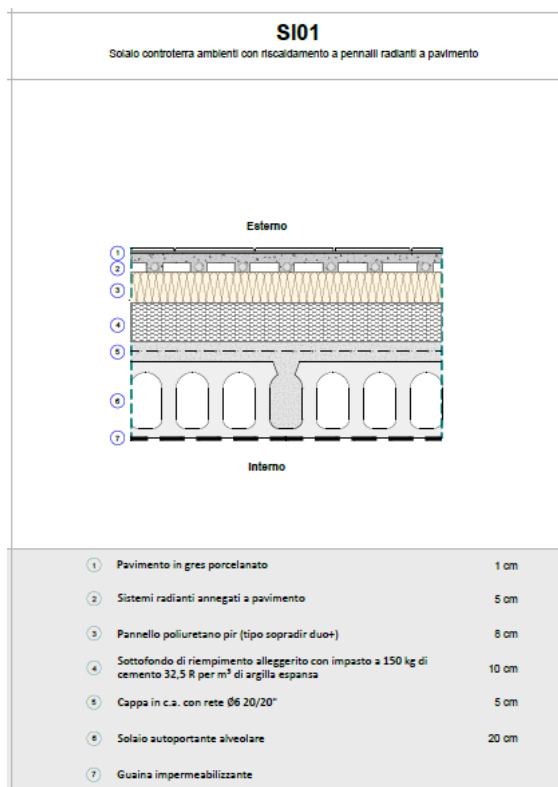 SI01
Solaio controterra ambienti con riscaldamento a pennalli radianti a pavimento
Esterno
1
2
3
4
5
6
7
Interno
1 Pavimento in gres porcelanato 1 cm
2 Sistemi radianti annegati a pavimento 5 cm
3 Pannello poliuretano pir (tipo sopradir duo+) 8 cm
4 Sottofondo di riempimento alleggerito con impasto a 150 kg di
cemento 32,5 R per m³ di argilla espansa 10 cm
5 Cappa in c.a. con rete Ø6 20/20" 5 cm
6 Solaio autoportante alveolare 20 cm
7 Guaina impermeabilizzante